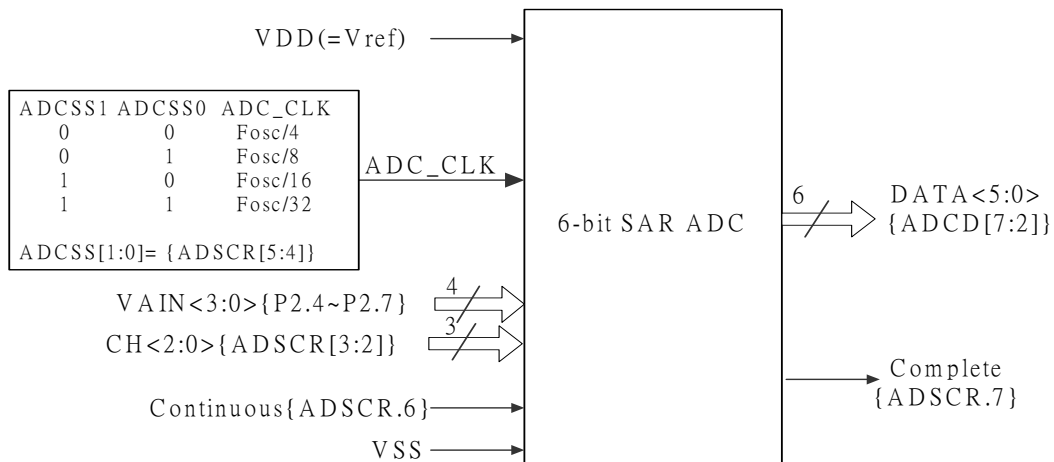 VDD(=Vref)
ADCSS1 ADCSS0 ADC_CLK
0 0 Fosc/4
0 1 Fosc/8
1 0 Fosc/16
1 1 Fosc/32
ADCSS[1:0]= {ADSCR[5:4]}
ADC_CLK
6-bit SAR ADC
6
DATA<5:0>
{ADCD[7:2]}
VAIN<3:0>{P2.4~P2.7}
4
CH<2:0>{ADSCR[3:2]}
3
Continuous{ADSCR.6}
VSS
Complete
{ADSCR.7}